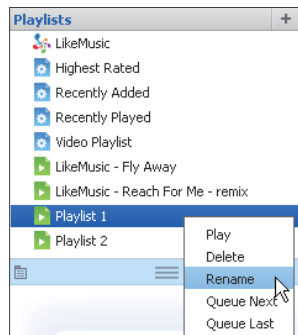 Playlists +
LikeMusic
Highest Rated
Recently Added
Recently Played
Video Playlist
LikeMusic - Fly Away
LikeMusic - Reach For Me - remix
Playlist 1
Playlist 2
Play
Delete
Rename
Queue Next
Queue Last